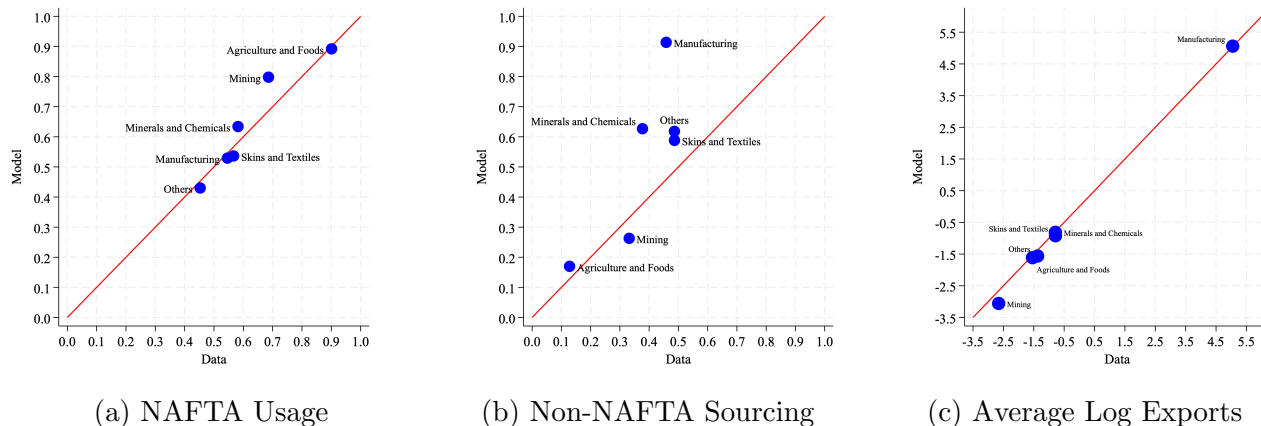 1.0
0.9
0.8
0.7
0.6
0.5
0.4
0.3
0.2
0.1
0.0
Model
Agriculture and Foods
Mining
Minerals and Chemicals
Manufacturing
Skins and Textiles
Others
0.0 0.1 0.2 0.3 0.4 0.5 0.6 0.7 0.8 0.9 1.0
Data
(a) NAFTA Usage
1.0
0.9
0.8
0.7
0.6
0.5
0.4
0.3
0.2
0.1
0.0
Model
Manufacturing
Minerals and Chemicals
Others
Skins and Textiles
Mining
Agriculture and Foods
0.0 0.1 0.2 0.3 0.4 0.5 0.6 0.7 0.8 0.9 1.0
Data
(b) Non-NAFTA Sourcing
5.5
4.5
3.5
2.5
1.5
0.5
-0.5
-1.5
-2.5
-3.5
Model
Manufacturing
Skins and Textiles
Minerals and Chemicals
Others
Agriculture and Foods
Mining
-3.5 -2.5 -1.5 -0.5 0.5 1.5 2.5 3.5 4.5 5.5
Data
(c) Average Log Exports